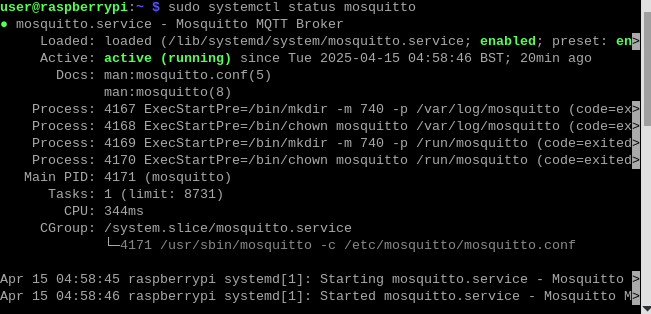 user@raspberrypi:~ $ sudo systemctl status mosquitto
● mosquitto.service - Mosquitto MQTT Broker
     Loaded: loaded (/lib/systemd/system/mosquitto.service; enabled; preset: en>
     Active: active (running) since Tue 2025-04-15 04:58:46 BST; 20min ago
       Docs: man:mosquitto.conf(5)
             man:mosquitto(8)
    Process: 4167 ExecStartPre=/bin/mkdir -m 740 -p /var/log/mosquitto (code=ex>
    Process: 4168 ExecStartPre=/bin/chown mosquitto /var/log/mosquitto (code=ex>
    Process: 4169 ExecStartPre=/bin/mkdir -m 740 -p /run/mosquitto (code=exited>
    Process: 4170 ExecStartPre=/bin/chown mosquitto /run/mosquitto (code=exited>
   Main PID: 4171 (mosquitto)
      Tasks: 1 (limit: 8731)
        CPU: 344ms
     CGroup: /system.slice/mosquitto.service
             └─4171 /usr/sbin/mosquitto -c /etc/mosquitto/mosquitto.conf

Apr 15 04:58:45 raspberrypi systemd[1]: Starting mosquitto.service - Mosquitto >
Apr 15 04:58:46 raspberrypi systemd[1]: Started mosquitto.service - Mosquitto M>